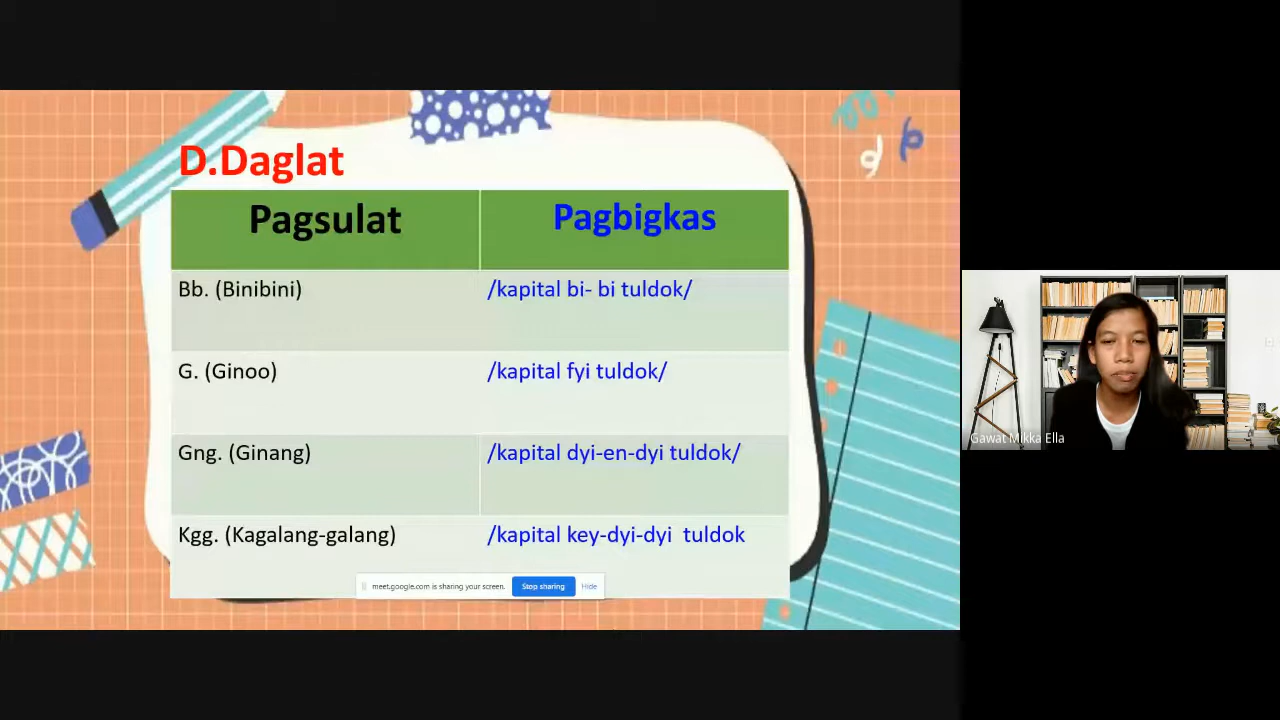 D.Daglat
Pagsulat Pagbigkas
Bb. (Binibini) /kapital bi- bi tuldok/
G. (Ginoo) /kapital fyi tuldok/
Gng. (Ginang) /kapital dyi-en-dyi tuldok/
Kgg. (Kagalang-galang) /kapital key-dyi-dyi tuldok
meet.google.com is sharing your screen. Stop sharing Hide
Gawat Mikka Ella